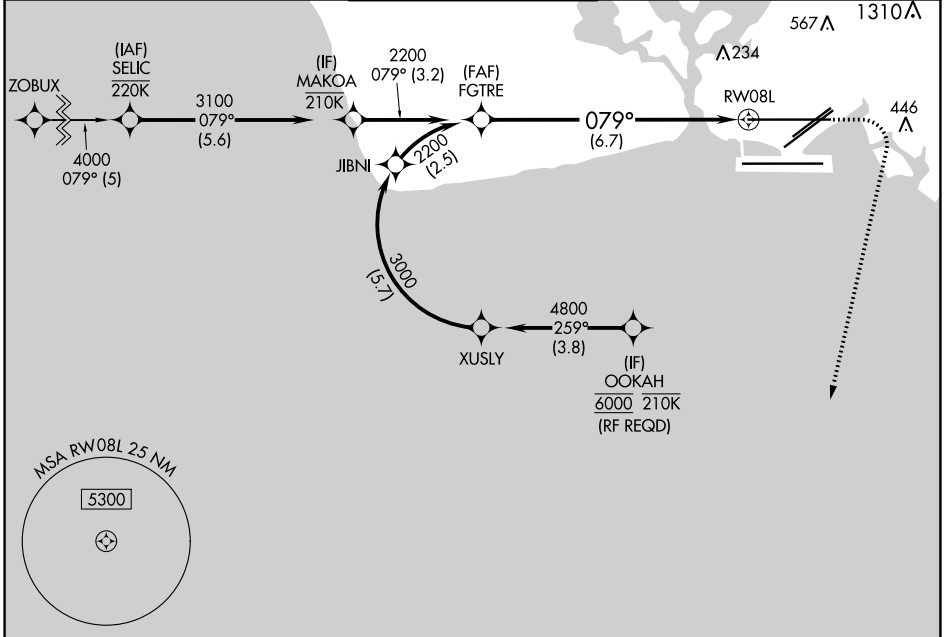 1310
567
234
446
ZOBUX
(IAF)
SELIC
220K
4000
079° (5)
3100
079°
(5.6)
(IF)
MAKOA
210K
2200
079° (3.2)
(FAF)
FGTRE
079°
(6.7)
RW08L
JIBNI
2200
(2.5)
3000
(5.7)
XUSLY
4800
259°
(3.8)
(IF)
OOKAH
6000 210K
(RF REQD)
MSA RW08L 25 NM
5300